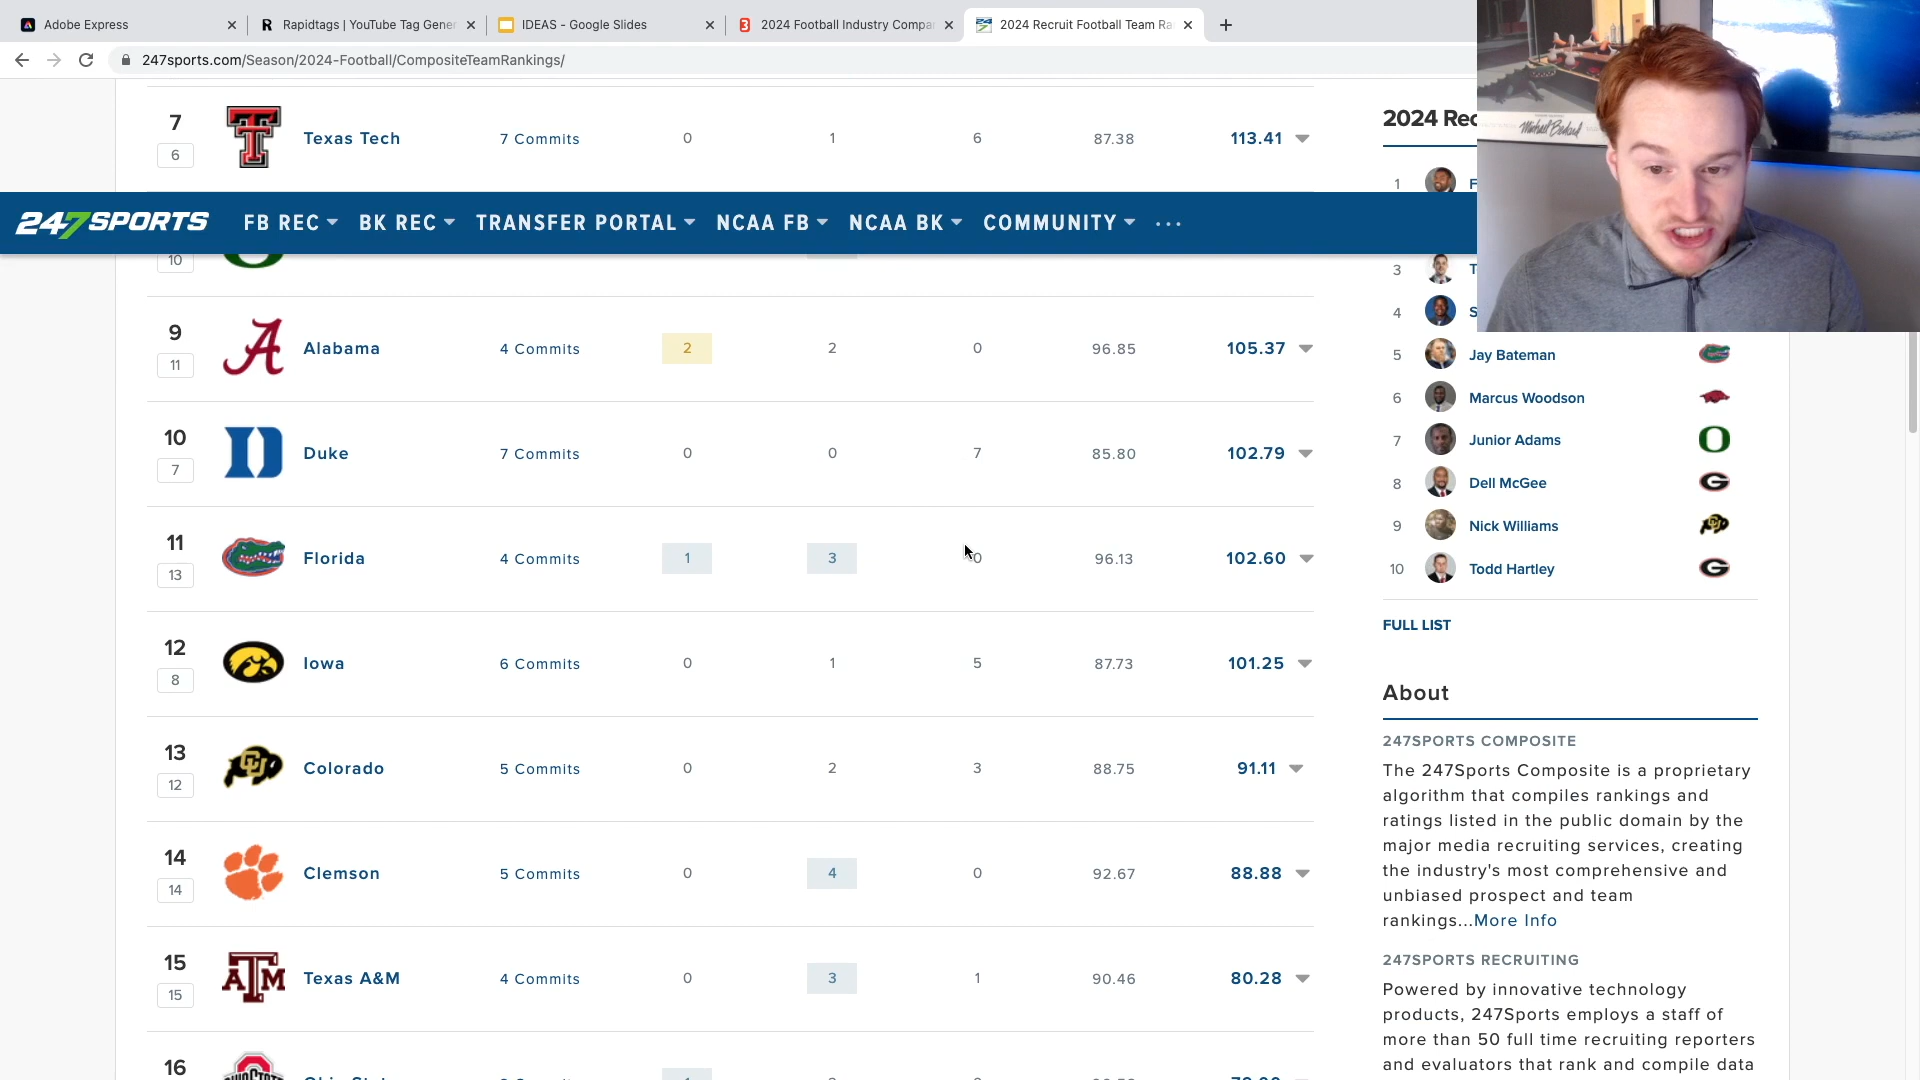 Adobe Express
Rapidtags | YouTube Tag Gener
IDEAS - Google Slides
2024 Football Industry Compar
2024 Recruit Football Team Ra
247sports.com/Season/2024-Football/CompositeTeamRankings/
7 Texas Tech 7 Commits 0 1 6 87.38 113.41
6
2024 Rec
Michael Bedard
1 F
247SPORTS FB REC BK REC TRANSFER PORTAL NCAA FB NCAA BK COMMUNITY ...
10
3 T
4 S
9 Alabama 4 Commits 2 2 0 96.85 105.37
11
5 Jay Bateman
6 Marcus Woodson
10 Duke 7 Commits 0 0 7 85.80 102.79
7
7 Junior Adams
8 Dell McGee
11 Florida 4 Commits 1 3 0 96.13 102.60
13
9 Nick Williams
10 Todd Hartley
FULL LIST
12 Iowa 6 Commits 0 1 5 87.73 101.25
8
About
247SPORTS COMPOSITE
The 247Sports Composite is a proprietary
algorithm that compiles rankings and
ratings listed in the public domain by the
major media recruiting services, creating
the industry's most comprehensive and
unbiased prospect and team
rankings...More Info
13 Colorado 5 Commits 0 2 3 88.75 91.11
12
14 Clemson 5 Commits 0 4 0 92.67 88.88
14
15 Texas A&M 4 Commits 0 3 1 90.46 80.28
15
247SPORTS RECRUITING
Powered by innovative technology
products, 247Sports employs a staff of
more than 50 full time recruiting reporters
and evaluators that rank and compile data
16